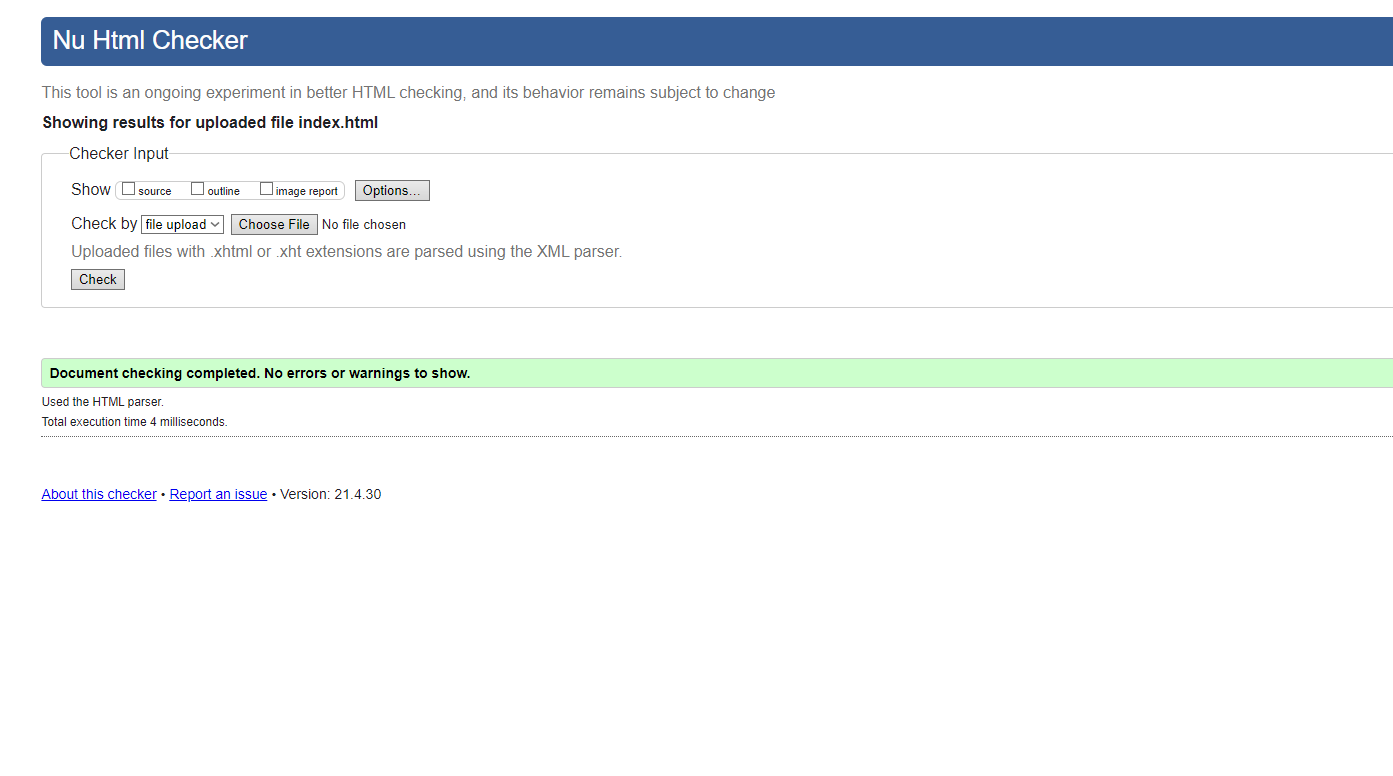 Nu Html Checker
This tool is an ongoing experiment in better HTML checking, and its behavior remains subject to change
Showing results for uploaded file index.html
Checker Input
Show source outline image report Options...
Check by file upload Choose File No file chosen
Uploaded files with .xhtml or .xht extensions are parsed using the XML parser.
Check
Document checking completed. No errors or warnings to show.
Used the HTML parser.
Total execution time 4 milliseconds.
About this checker • Report an issue • Version: 21.4.30